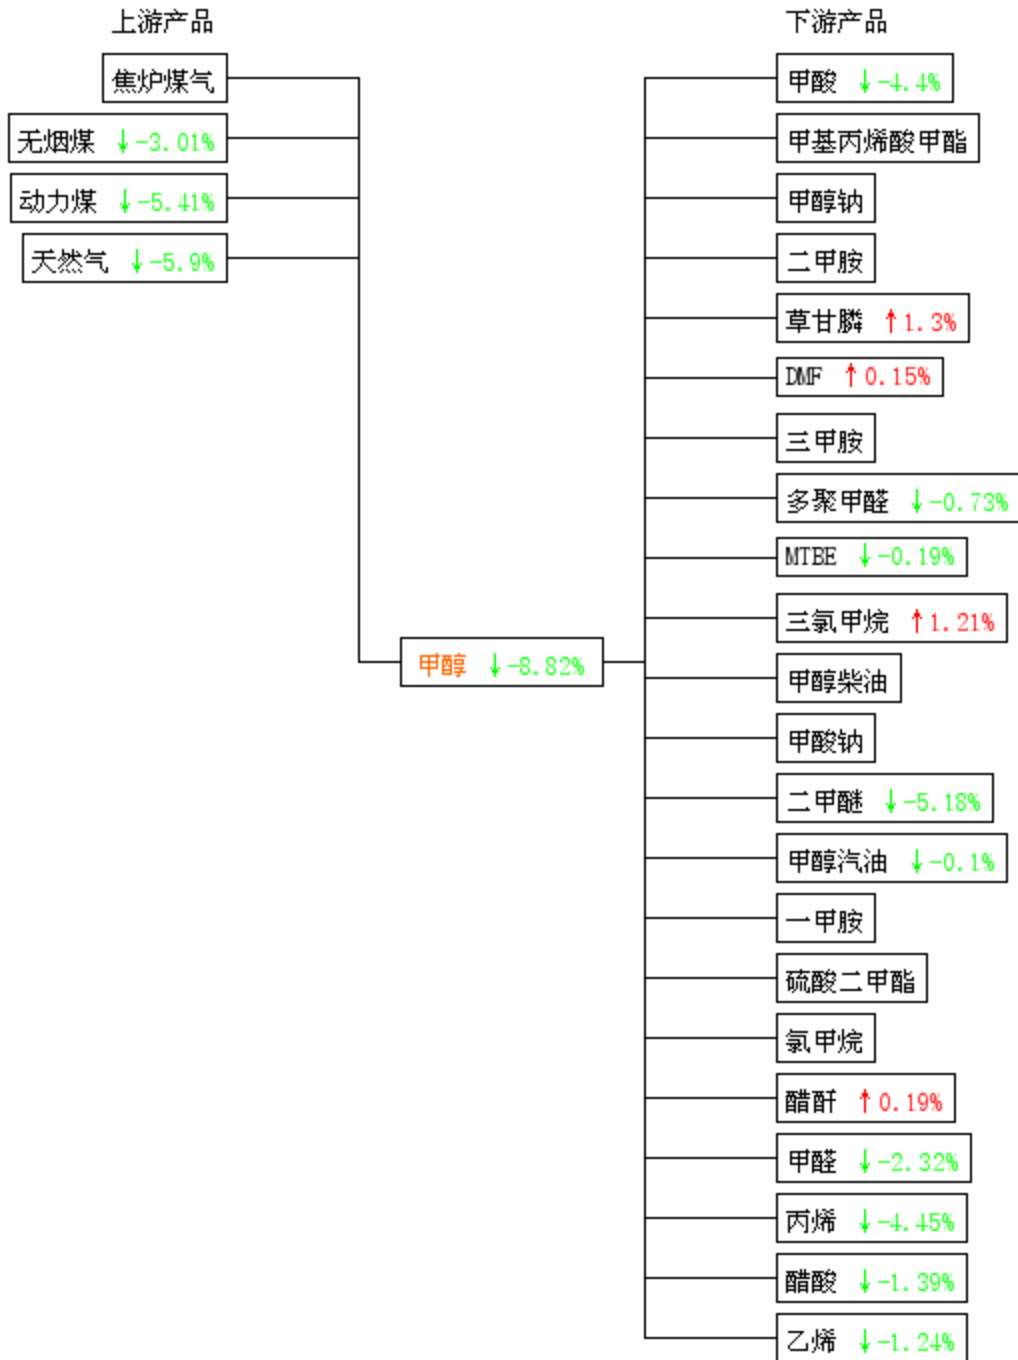 上游产品
焦炉煤气
无烟煤 ↓-3.01%
动力煤 ↓-5.41%
天然气 ↓-5.9%
甲醇 ↓-8.82%
下游产品
甲酸 ↓-4.4%
甲基丙烯酸甲酯
甲醇钠
二甲胺
草甘膦 ↑1.3%
DMF ↑0.15%
三甲胺
多聚甲醛 ↓-0.73%
MTBE ↓-0.19%
三氯甲烷 ↑1.21%
甲醇柴油
甲酸钠
二甲醚 ↓-5.18%
甲醇汽油 ↓-0.1%
一甲胺
硫酸二甲酯
氯甲烷
醋酐 ↑0.19%
甲醛 ↓-2.32%
丙烯 ↓-4.45%
醋酸 ↓-1.39%
乙烯 ↓-1.24%